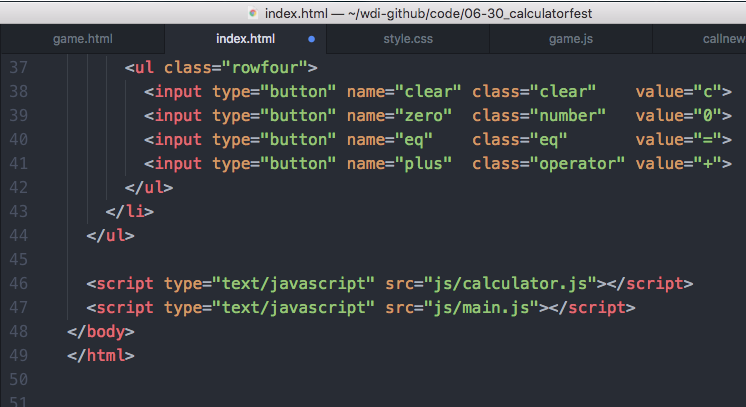 index.html — ~/wdi-github/code/06-30_calculatorfest
game.html index.html style.css game.js callnew
37 <ul class="rowfour">
38 <input type="button" name="clear" class="clear" value="c">
39 <input type="button" name="zero" class="number" value="0">
40 <input type="button" name="eq" class="eq" value="=">
41 <input type="button" name="plus" class="operator" value="+">
42 </ul>
43 </li>
44 </ul>
45
46 <script type="text/javascript" src="js/calculator.js"></script>
47 <script type="text/javascript" src="js/main.js"></script>
48 </body>
49 </html>
50
51